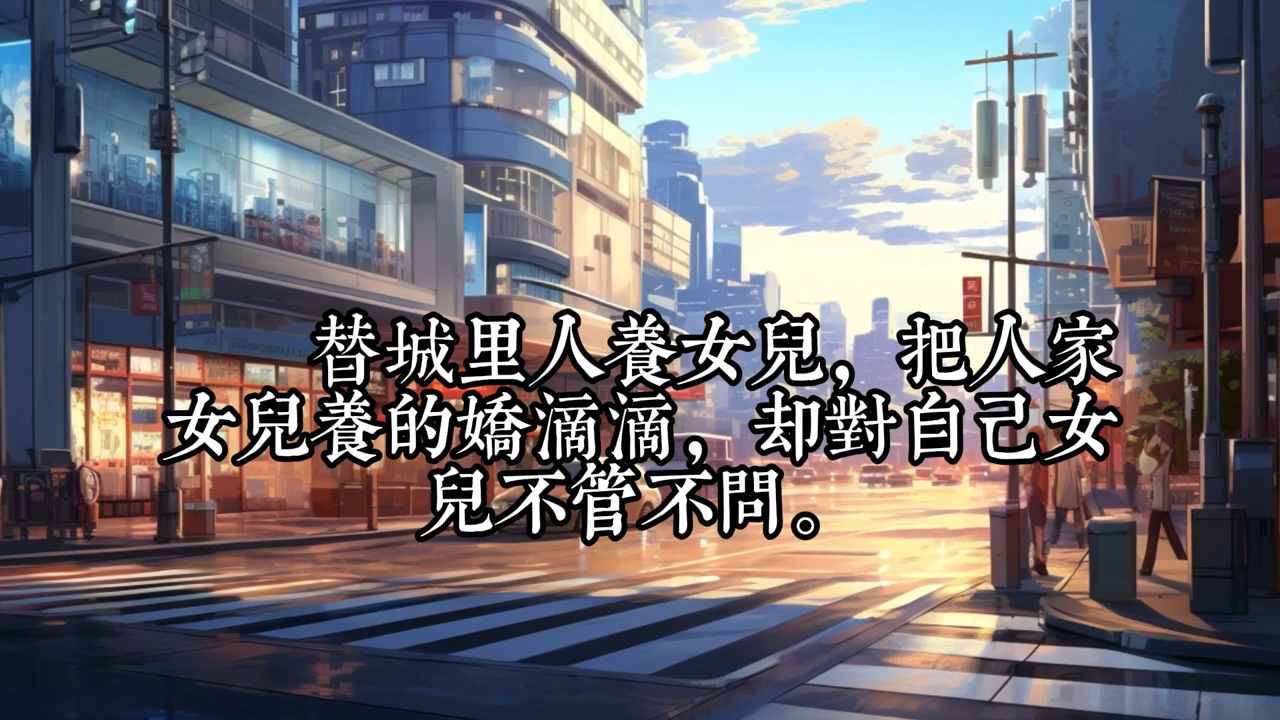 替城里人養女兒，把人家
女兒養的嬌滴滴，却對自己女
兒不管不問。